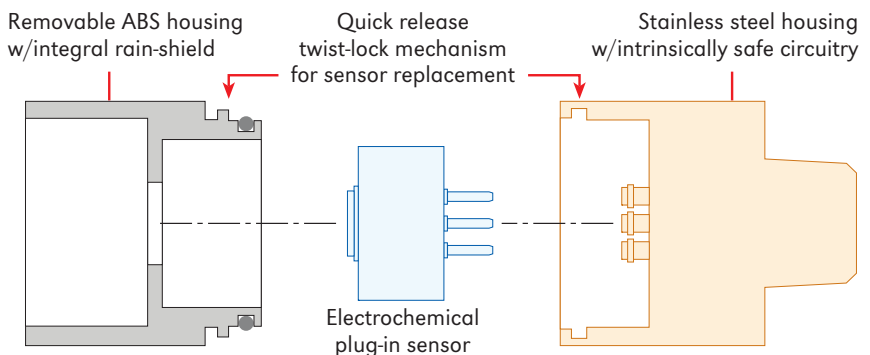 Removable ABS housing
w/integral rain-shield
Quick release
twist-lock mechanism
for sensor replacement
Stainless steel housing
w/intrinsically safe circuitry
Electrochemical
plug-in sensor